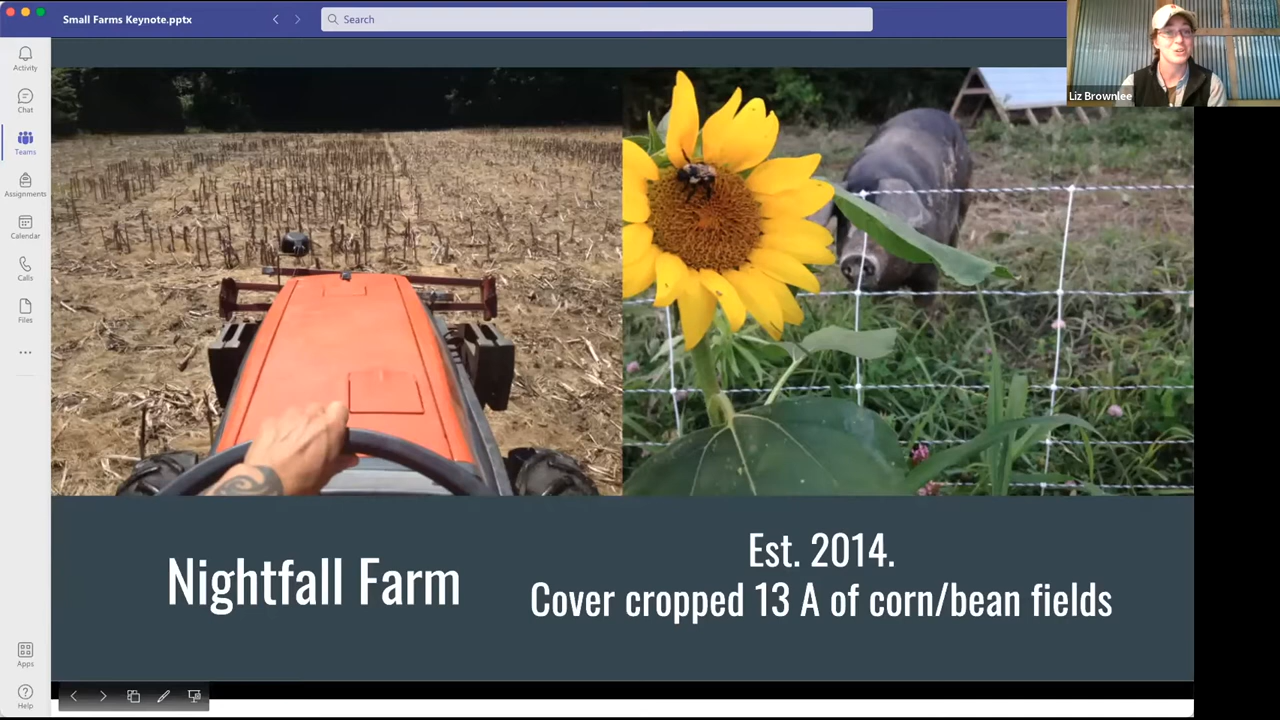 Small Farms Keynote.pptx
Search
Liz Brownlee
Activity
Chat
Teams
Assignments
Calendar
Calls
Files
Apps
Help
Nightfall Farm
Est. 2014.
Cover cropped 13 A of corn/bean fields